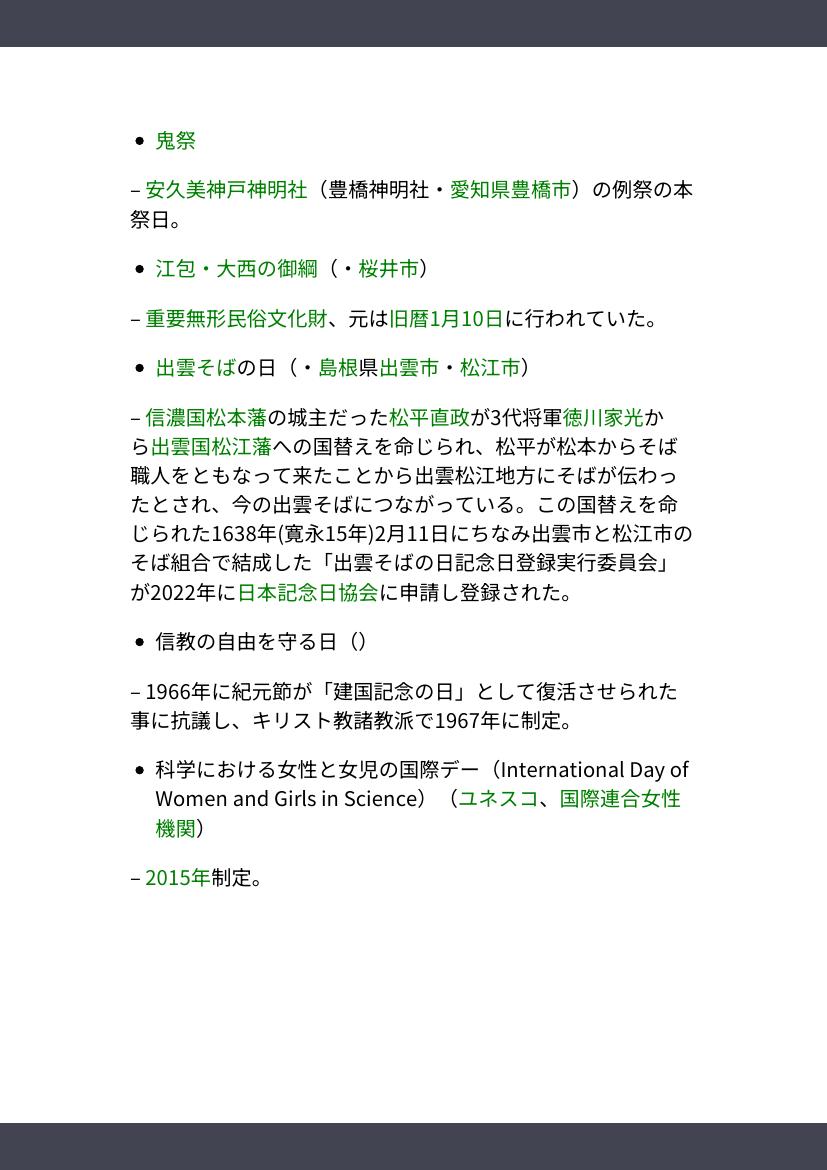 • 鬼祭
– 安久美神戸神明社（豊橋神明社・愛知県豊橋市）の例祭の本
祭日。
• 江包・大西の御綱（・桜井市）
– 重要無形民俗文化財、元は旧暦1月10日に行われていた。
• 出雲そばの日（・島根県出雲市・松江市）
– 信濃国松本藩の城主だった松平直政が3代将軍徳川家光か
ら出雲国松江藩への国替えを命じられ、松平が松本からそば
職人をともなって来たことから出雲松江地方にそばが伝わっ
たとされ、今の出雲そばにつながっている。この国替えを命
じられた1638年(寛永15年)2月11日にちなみ出雲市と松江市の
そば組合で結成した「出雲そばの日記念日登録実行委員会」
が2022年に日本記念日協会に申請し登録された。
• 信教の自由を守る日（）
– 1966年に紀元節が「建国記念の日」として復活させられた
事に抗議し、キリスト教諸教派で1967年に制定。
• 科学における女性と女児の国際デー（International Day of
Women and Girls in Science）（ユネスコ、国際連合女性
機関）
– 2015年制定。